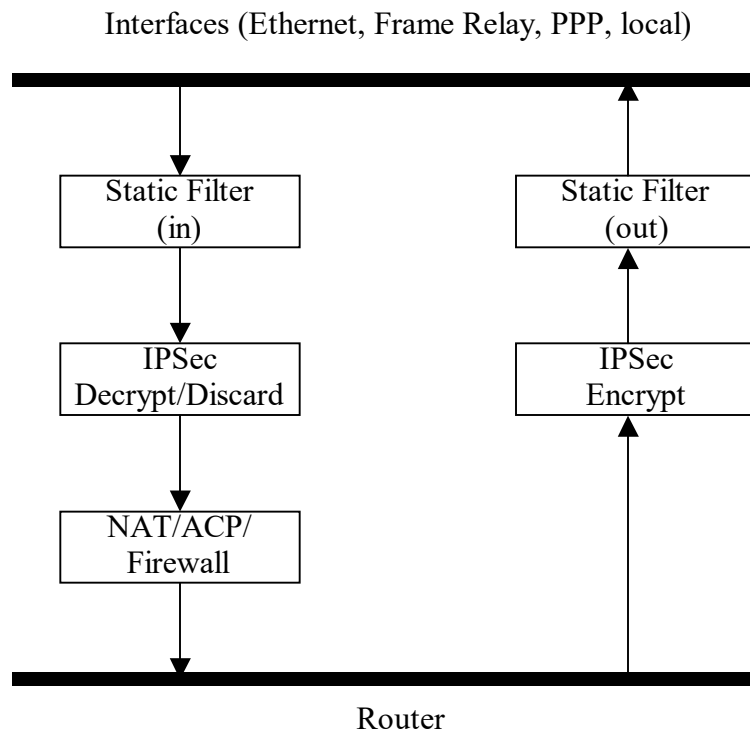 Interfaces (Ethernet, Frame Relay, PPP, local)
Static Filter
(in)
Static Filter
(out)
IPSec
Decrypt/Discard
IPSec
Encrypt
NAT/ACP/
Firewall
Router